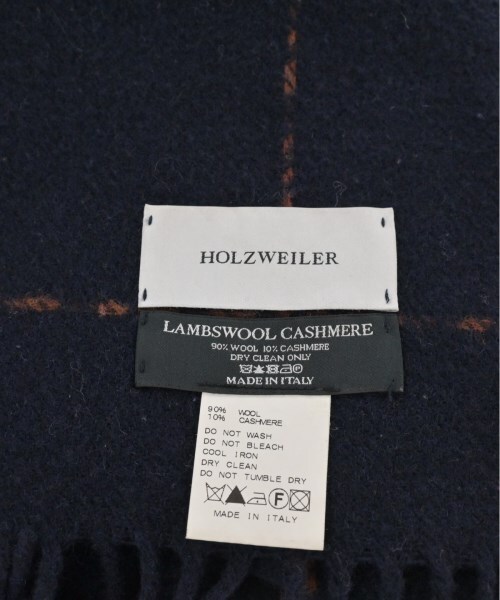 HOLZWEILER
LAMBSWOOL CASHMERE
90% WOOL 10% CASHMERE
DRY CLEAN ONLY
MADE IN ITALY
90% WOOL
10% CASHMERE
DO NOT WASH
DO NOT BLEACH
COOL IRON
DRY CLEAN
DO NOT TUMBLE DRY
MADE IN ITALY